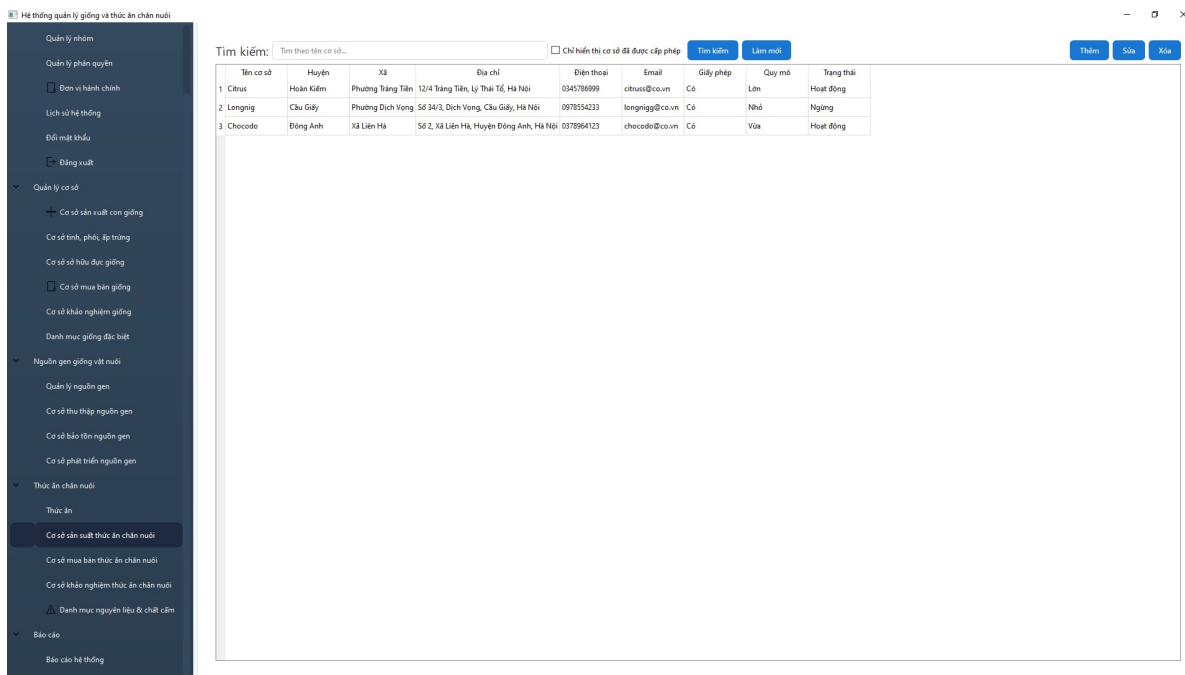 Hệ thống quản lý giống và thức ăn chăn nuôi
Quản lý nhóm
Quản lý phân quyền
Đơn vị hành chính
Lịch sử hệ thống
Đổi mật khẩu
Đăng xuất
Quản lý cơ sở
Cơ sở sản xuất con giống
Cơ sở tinh, phôi, ấp trứng
Cơ sở sở hữu đực giống
Cơ sở mua bán giống
Cơ sở khảo nghiệm giống
Danh mục giống đặc biệt
Nguồn gen giống vật nuôi
Quản lý nguồn gen
Cơ sở thu thập nguồn gen
Cơ sở bảo tồn nguồn gen
Cơ sở phát triển nguồn gen
Thức ăn chăn nuôi
Thức ăn
Cơ sở sản suất thức ăn chăn nuôi
Cơ sở mua bán thức ăn chăn nuôi
Cơ sở khảo nghiệm thức ăn chăn nuôi
Danh mục nguyên liệu & chất cấm
Báo cáo
Báo cáo hệ thống
Tìm kiếm: Tìm theo tên cơ sở... Chỉ hiển thị cơ sở đã được cấp phép Tìm kiếm Làm mới Thêm Sửa Xóa
Tên cơ sở Huyện Xã Địa chỉ Điện thoại Email Giấy phép Quy mô Trạng thái
1 Citrus Hoàn Kiếm Phường Tràng Tiền 12/4 Tràng Tiền, Lý Thái Tổ, Hà Nội 0345786999 citruss@co.vn Có Lớn Hoạt động
2 Longnig Cầu Giấy Phường Dịch Vọng Số 34/3, Dịch Vọng, Cầu Giấy, Hà Nội 0978554233 longnigg@co.vn Có Nhỏ Ngừng
3 Chocodo Đông Anh Xã Liên Hà Số 2, Xã Liên Hà, Huyện Đông Anh, Hà Nội 0378964123 chocodo@co.vn Có Vừa Hoạt động